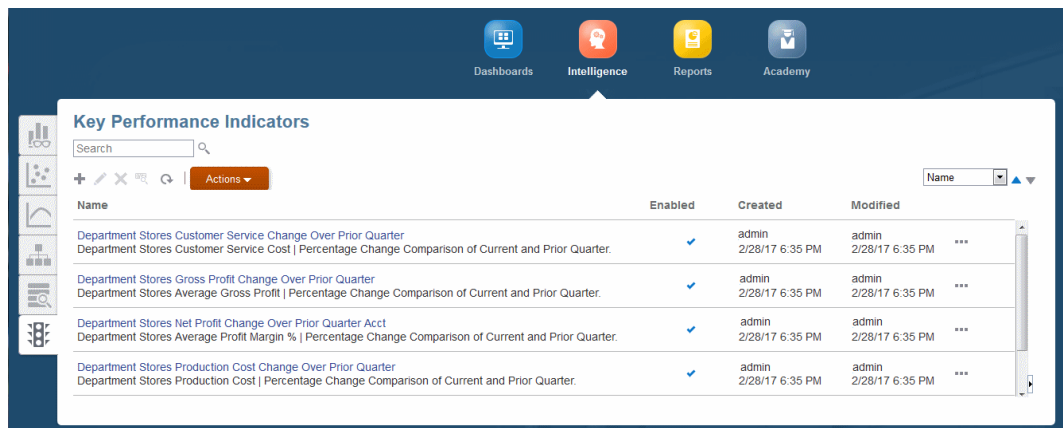 Dashboards Intelligence Reports Academy
Key Performance Indicators
Search
Actions
Name
Name Enabled Created Modified
Department Stores Customer Service Change Over Prior Quarter admin admin
Department Stores Customer Service Cost | Percentage Change Comparison of Current and Prior Quarter. 2/28/17 6:35 PM 2/28/17 6:35 PM
Department Stores Gross Profit Change Over Prior Quarter admin admin
Department Stores Average Gross Profit | Percentage Change Comparison of Current and Prior Quarter. 2/28/17 6:35 PM 2/28/17 6:35 PM
Department Stores Net Profit Change Over Prior Quarter Acct admin admin
Department Stores Average Profit Margin % | Percentage Change Comparison of Current and Prior Quarter. 2/28/17 6:35 PM 2/28/17 6:35 PM
Department Stores Production Cost Change Over Prior Quarter admin admin
Department Stores Production Cost | Percentage Change Comparison of Current and Prior Quarter. 2/28/17 6:35 PM 2/28/17 6:35 PM